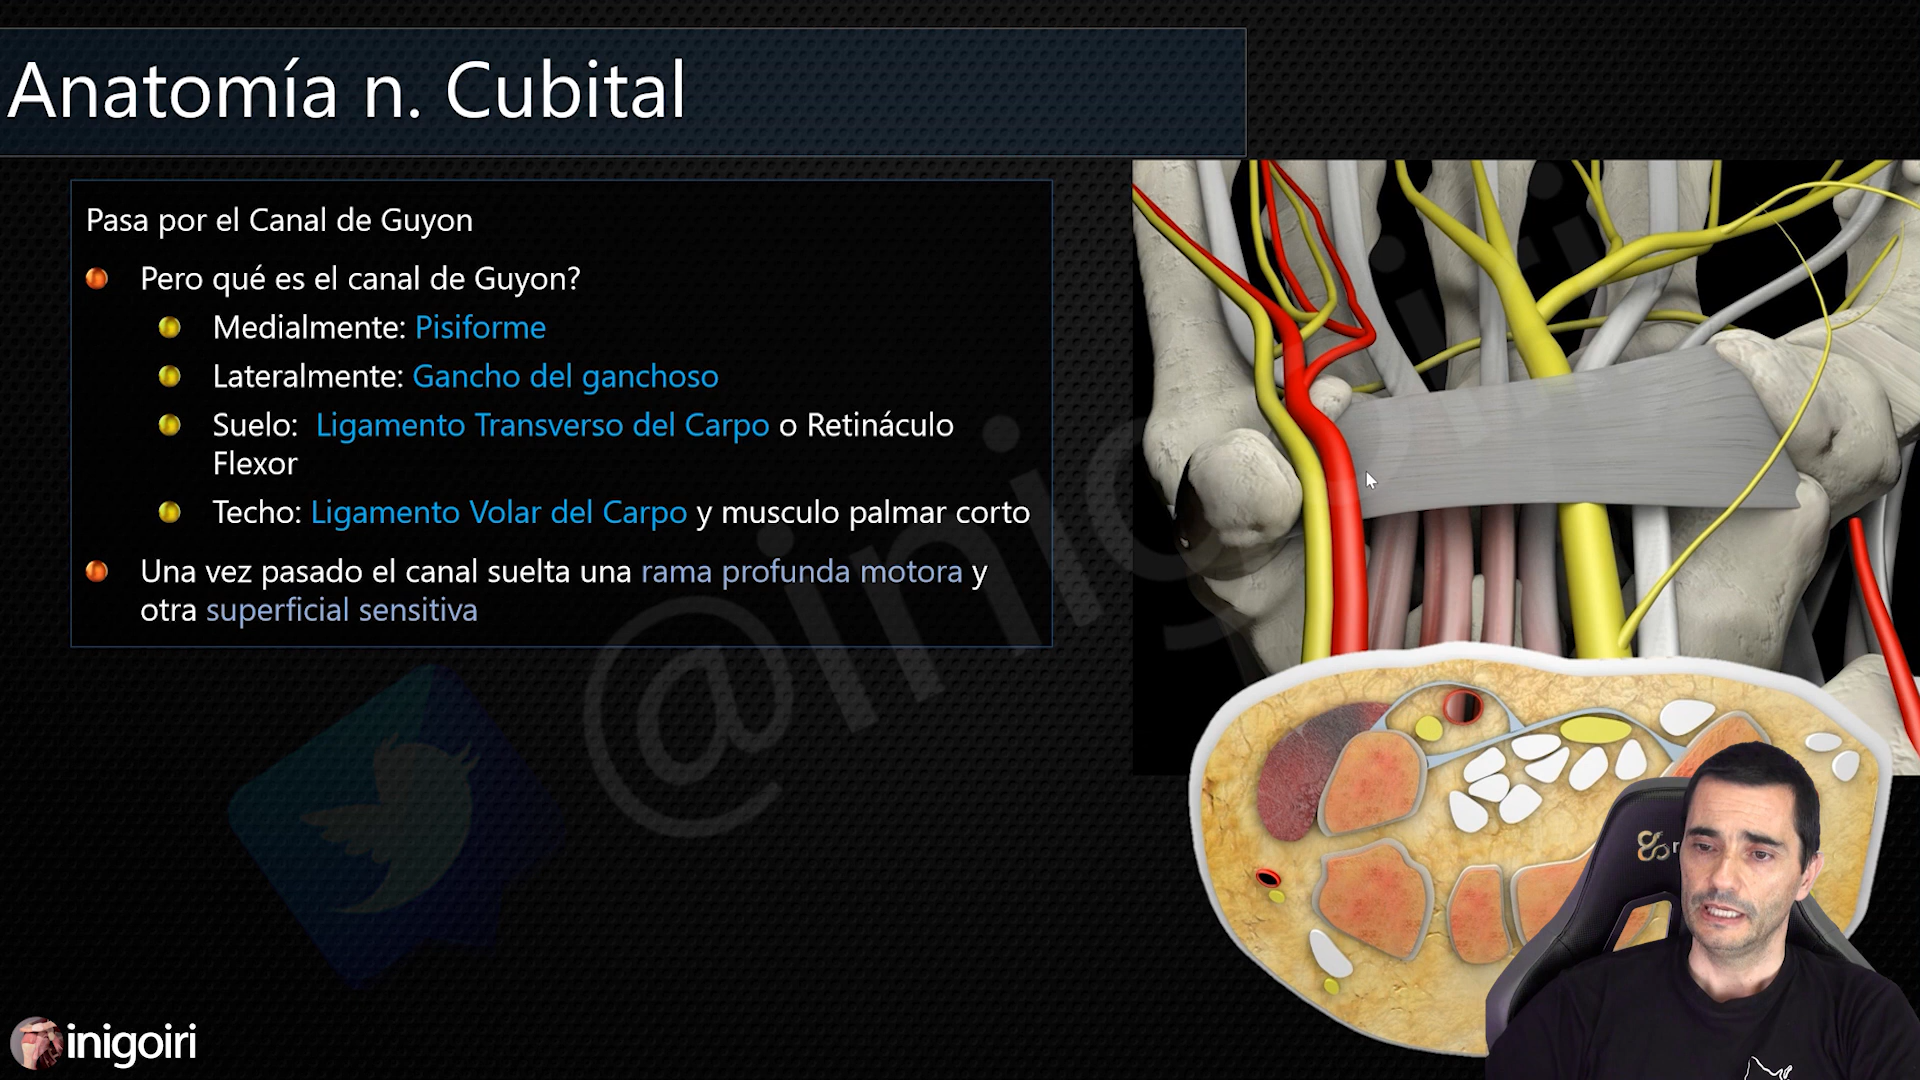 Anatomía n. Cubital
Pasa por el Canal de Guyon
Pero qué es el canal de Guyon?
Medialmente: Pisiforme
Lateralmente: Gancho del ganchoso
Suelo: Ligamento Transverso del Carpo o Retináculo
Flexor
Techo: Ligamento Volar del Carpo y musculo palmar corto
Una vez pasado el canal suelta una rama profunda motora y
otra superficial sensitiva
@inigoiri
inigoiri